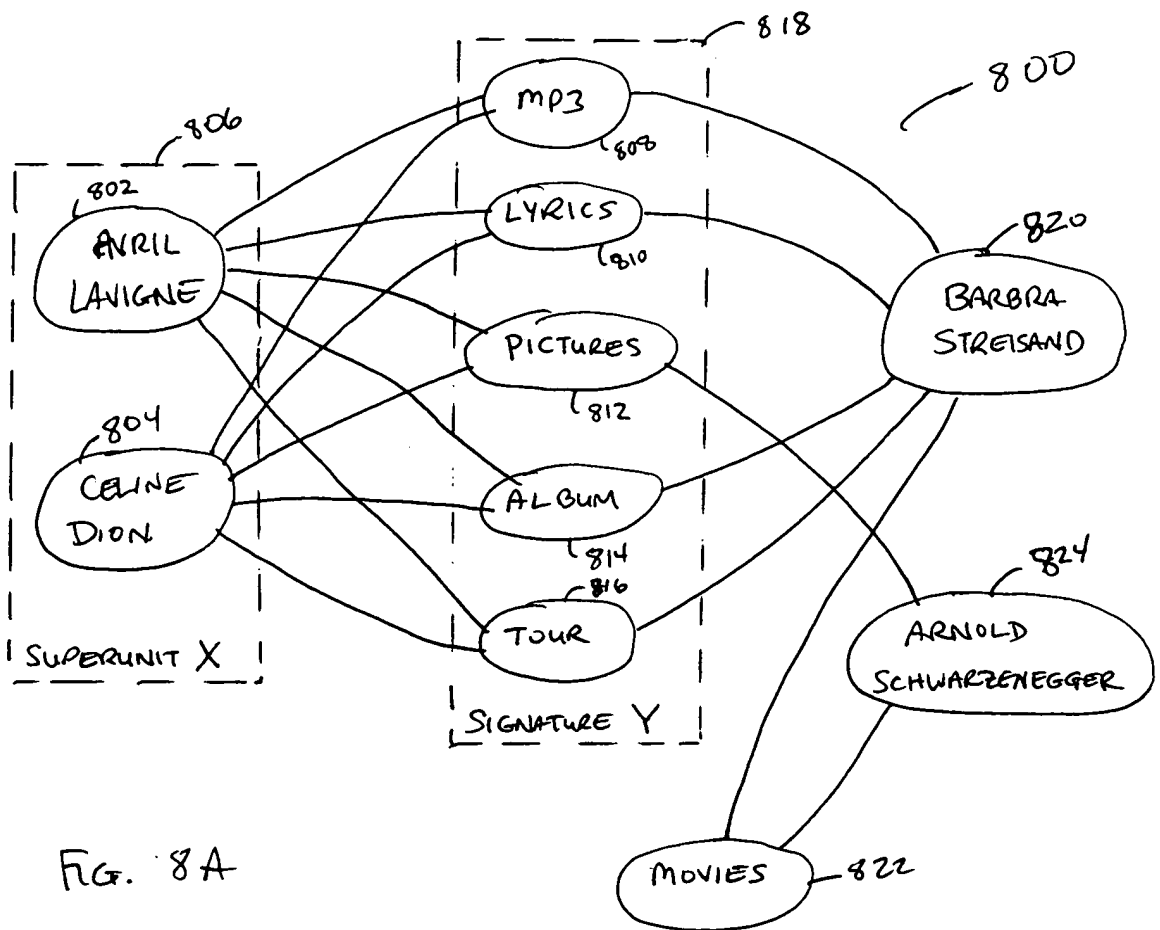 818
800
806
MP3
808
802
AVRIL
LAVIGNE
LYRICS
810
820
BARBRA
STREISAND
PICTURES
812
804
CELINE
DION
ALBUM
814
816
TOUR
824
ARNOLD
SCHWARZENEGGER
SUPERUNIT X
SIGNATURE Y
MOVIES
822
FIG. 8A